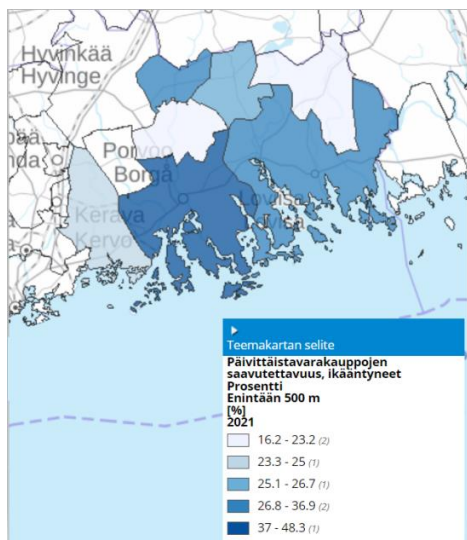 Hyvinkää
Hyvinge
Porvoo
Borgå
Loviisa
Lovisa
Kerava
Kervo
Teemakartan selite
Päivittäistavarakauppojen
saavutettavuus, ikääntyneet
Prosentti
Enintään 500 m
[%]
2021
16.2 - 23.2 (2)
23.3 - 25 (1)
25.1 - 26.7 (1)
26.8 - 36.9 (2)
37 - 48.3 (1)